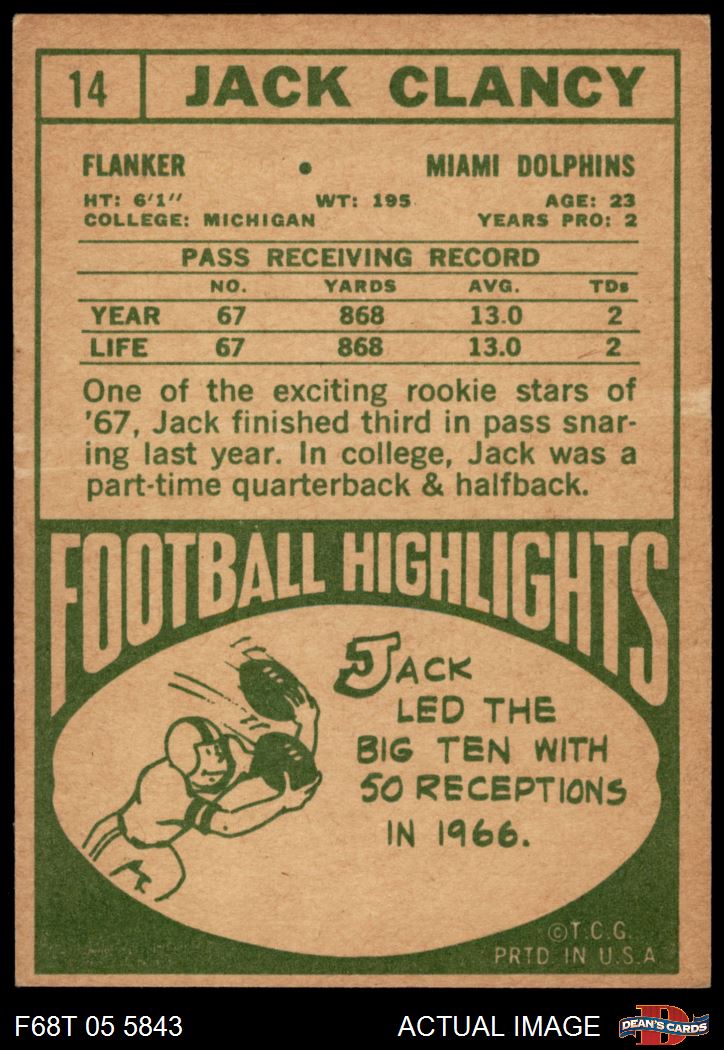 14 JACK CLANCY
FLANKER • MIAMI DOLPHINS
HT: 6'1" WT: 195 AGE: 23
COLLEGE: MICHIGAN YEARS PRO: 2
PASS RECEIVING RECORD
NO. YARDS AVG. TDs
YEAR 67 868 13.0 2
LIFE 67 868 13.0 2
One of the exciting rookie stars of
'67, Jack finished third in pass snar-
ing last year. In college, Jack was a
part-time quarterback & halfback.
FOOTBALL HIGHLIGHTS
JACK
LED THE
BIG TEN WITH
50 RECEPTIONS
IN 1966.
©T.C.G.
PRTD IN U.S.A
F68T 05 5843 ACTUAL IMAGE
D
DEAN'S CARDS